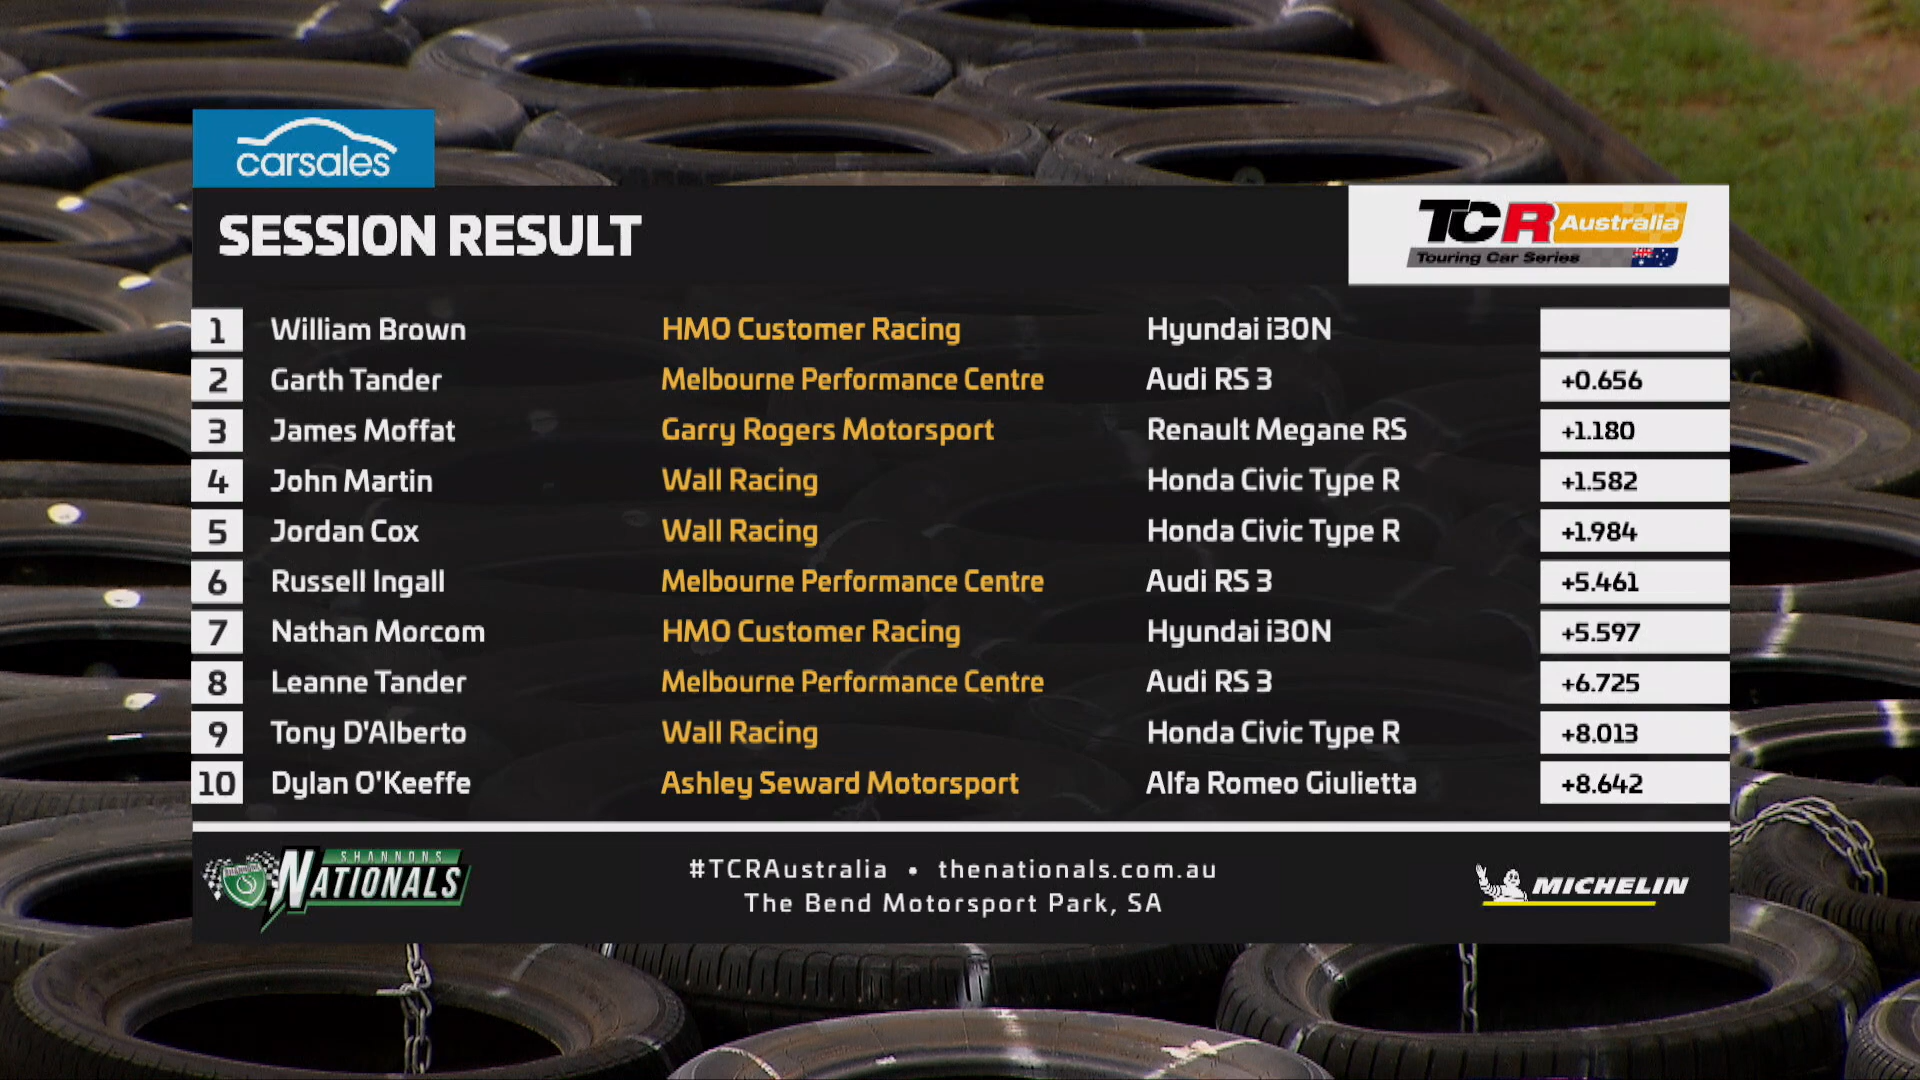 carsales
SESSION RESULT
TCR Australia
Touring Car Series
1 William Brown HMO Customer Racing Hyundai i30N
2 Garth Tander Melbourne Performance Centre Audi RS 3 +0.656
3 James Moffat Garry Rogers Motorsport Renault Megane RS +1.180
4 John Martin Wall Racing Honda Civic Type R +1.582
5 Jordan Cox Wall Racing Honda Civic Type R +1.984
6 Russell Ingall Melbourne Performance Centre Audi RS 3 +5.461
7 Nathan Morcom HMO Customer Racing Hyundai i30N +5.597
8 Leanne Tander Melbourne Performance Centre Audi RS 3 +6.725
9 Tony D'Alberto Wall Racing Honda Civic Type R +8.013
10 Dylan O'Keeffe Ashley Seward Motorsport Alfa Romeo Giulietta +8.642
SHANNONS
NATIONALS
#TCRAustralia • thenationals.com.au
The Bend Motorsport Park, SA
MICHELIN